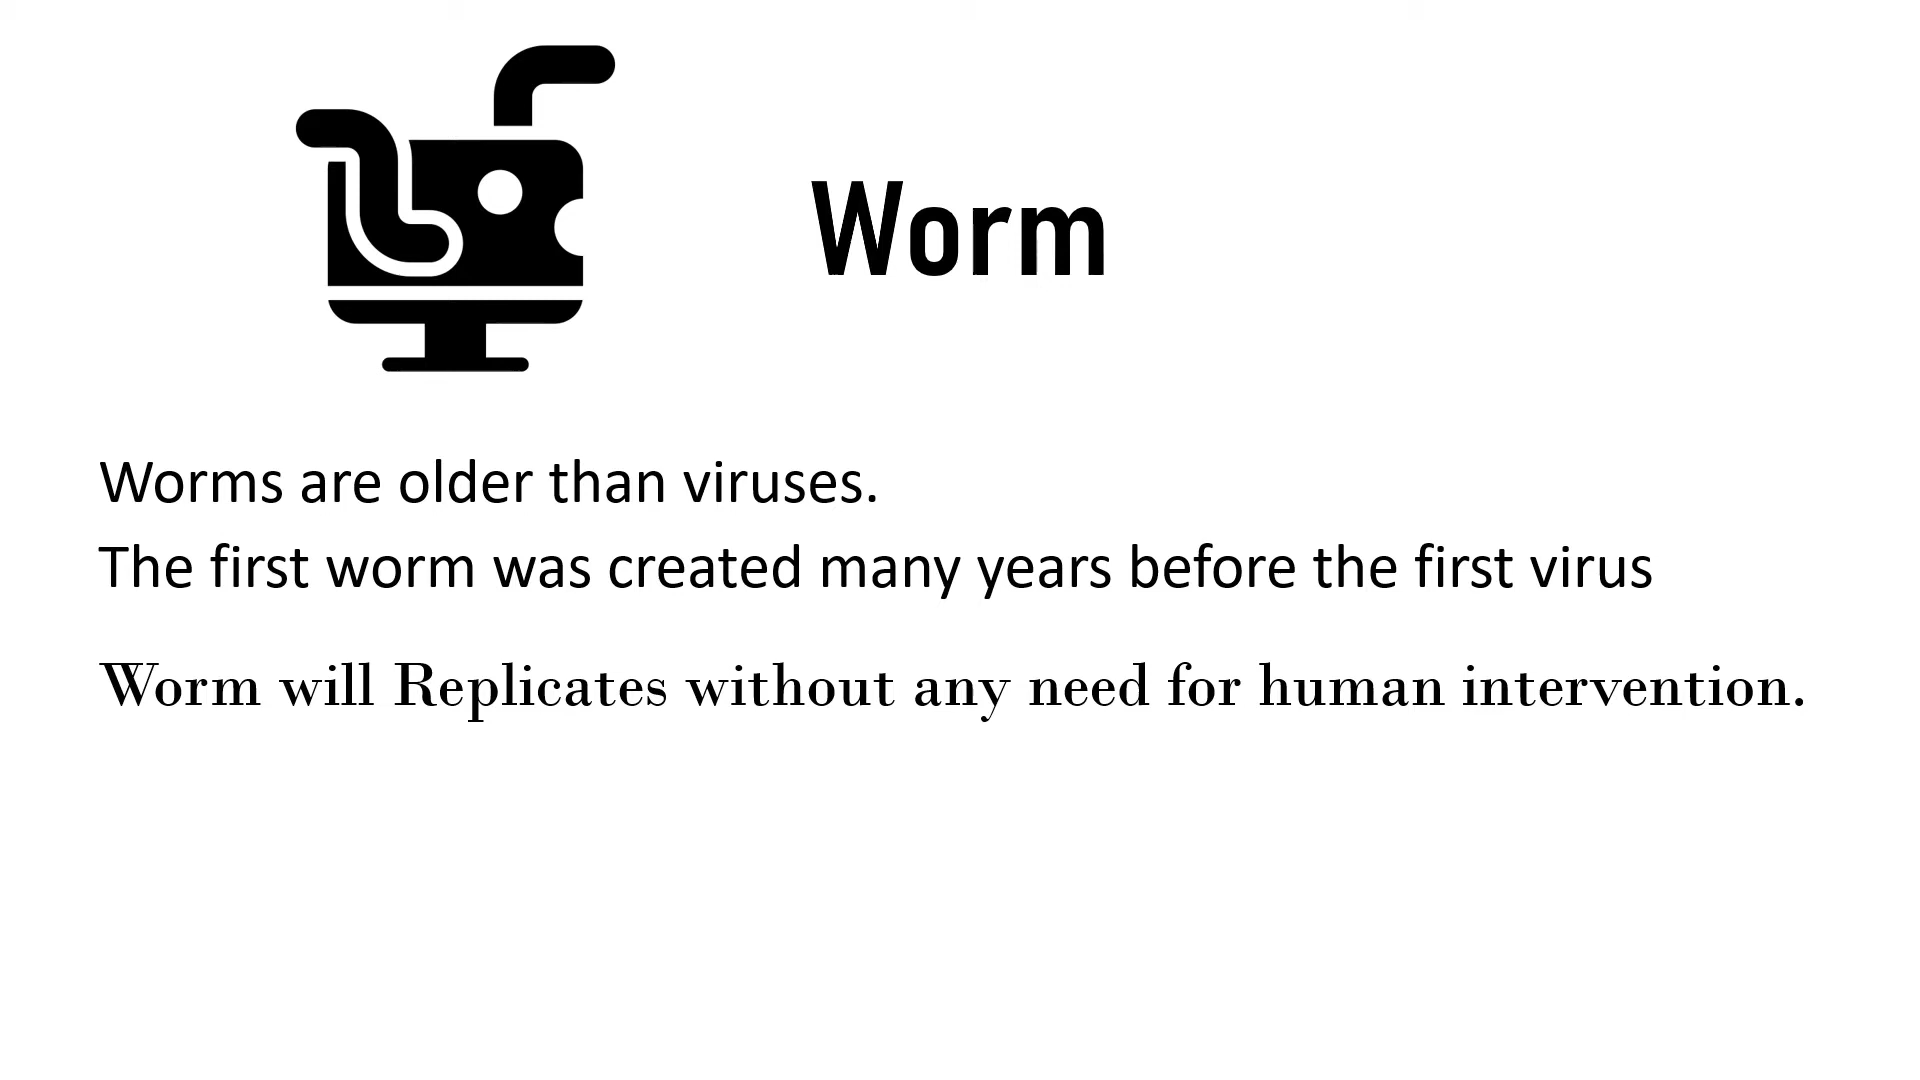 Worm
Worms are older than viruses.
The first worm was created many years before the first virus
Worm will Replicates without any need for human intervention.